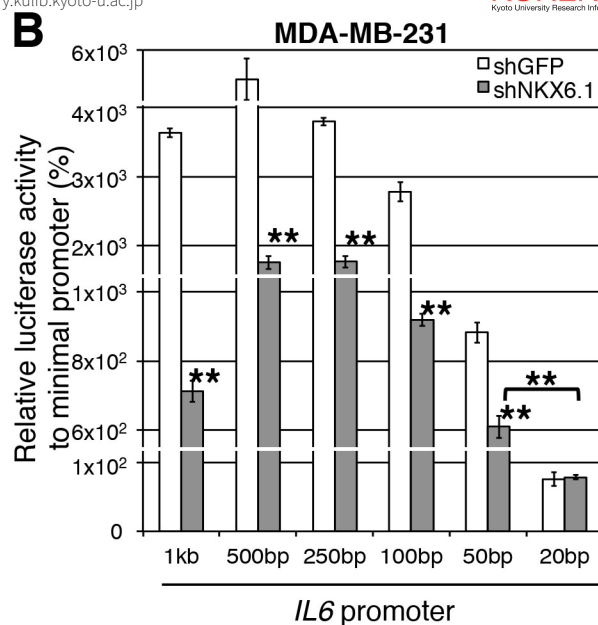 y.kulib.kyoto-u.ac.jp
Kyoto University Research Info
B
MDA-MB-231
shGFP
shNKX6.1
Relative luciferase activity
to minimal promoter (%)
6x10³
4x10³
3x10³
2x10³
1x10³
8x10²
6x10²
1x10²
0
**
**
**
**
**
**
1kb 500bp 250bp 100bp 50bp 20bp
IL6 promoter